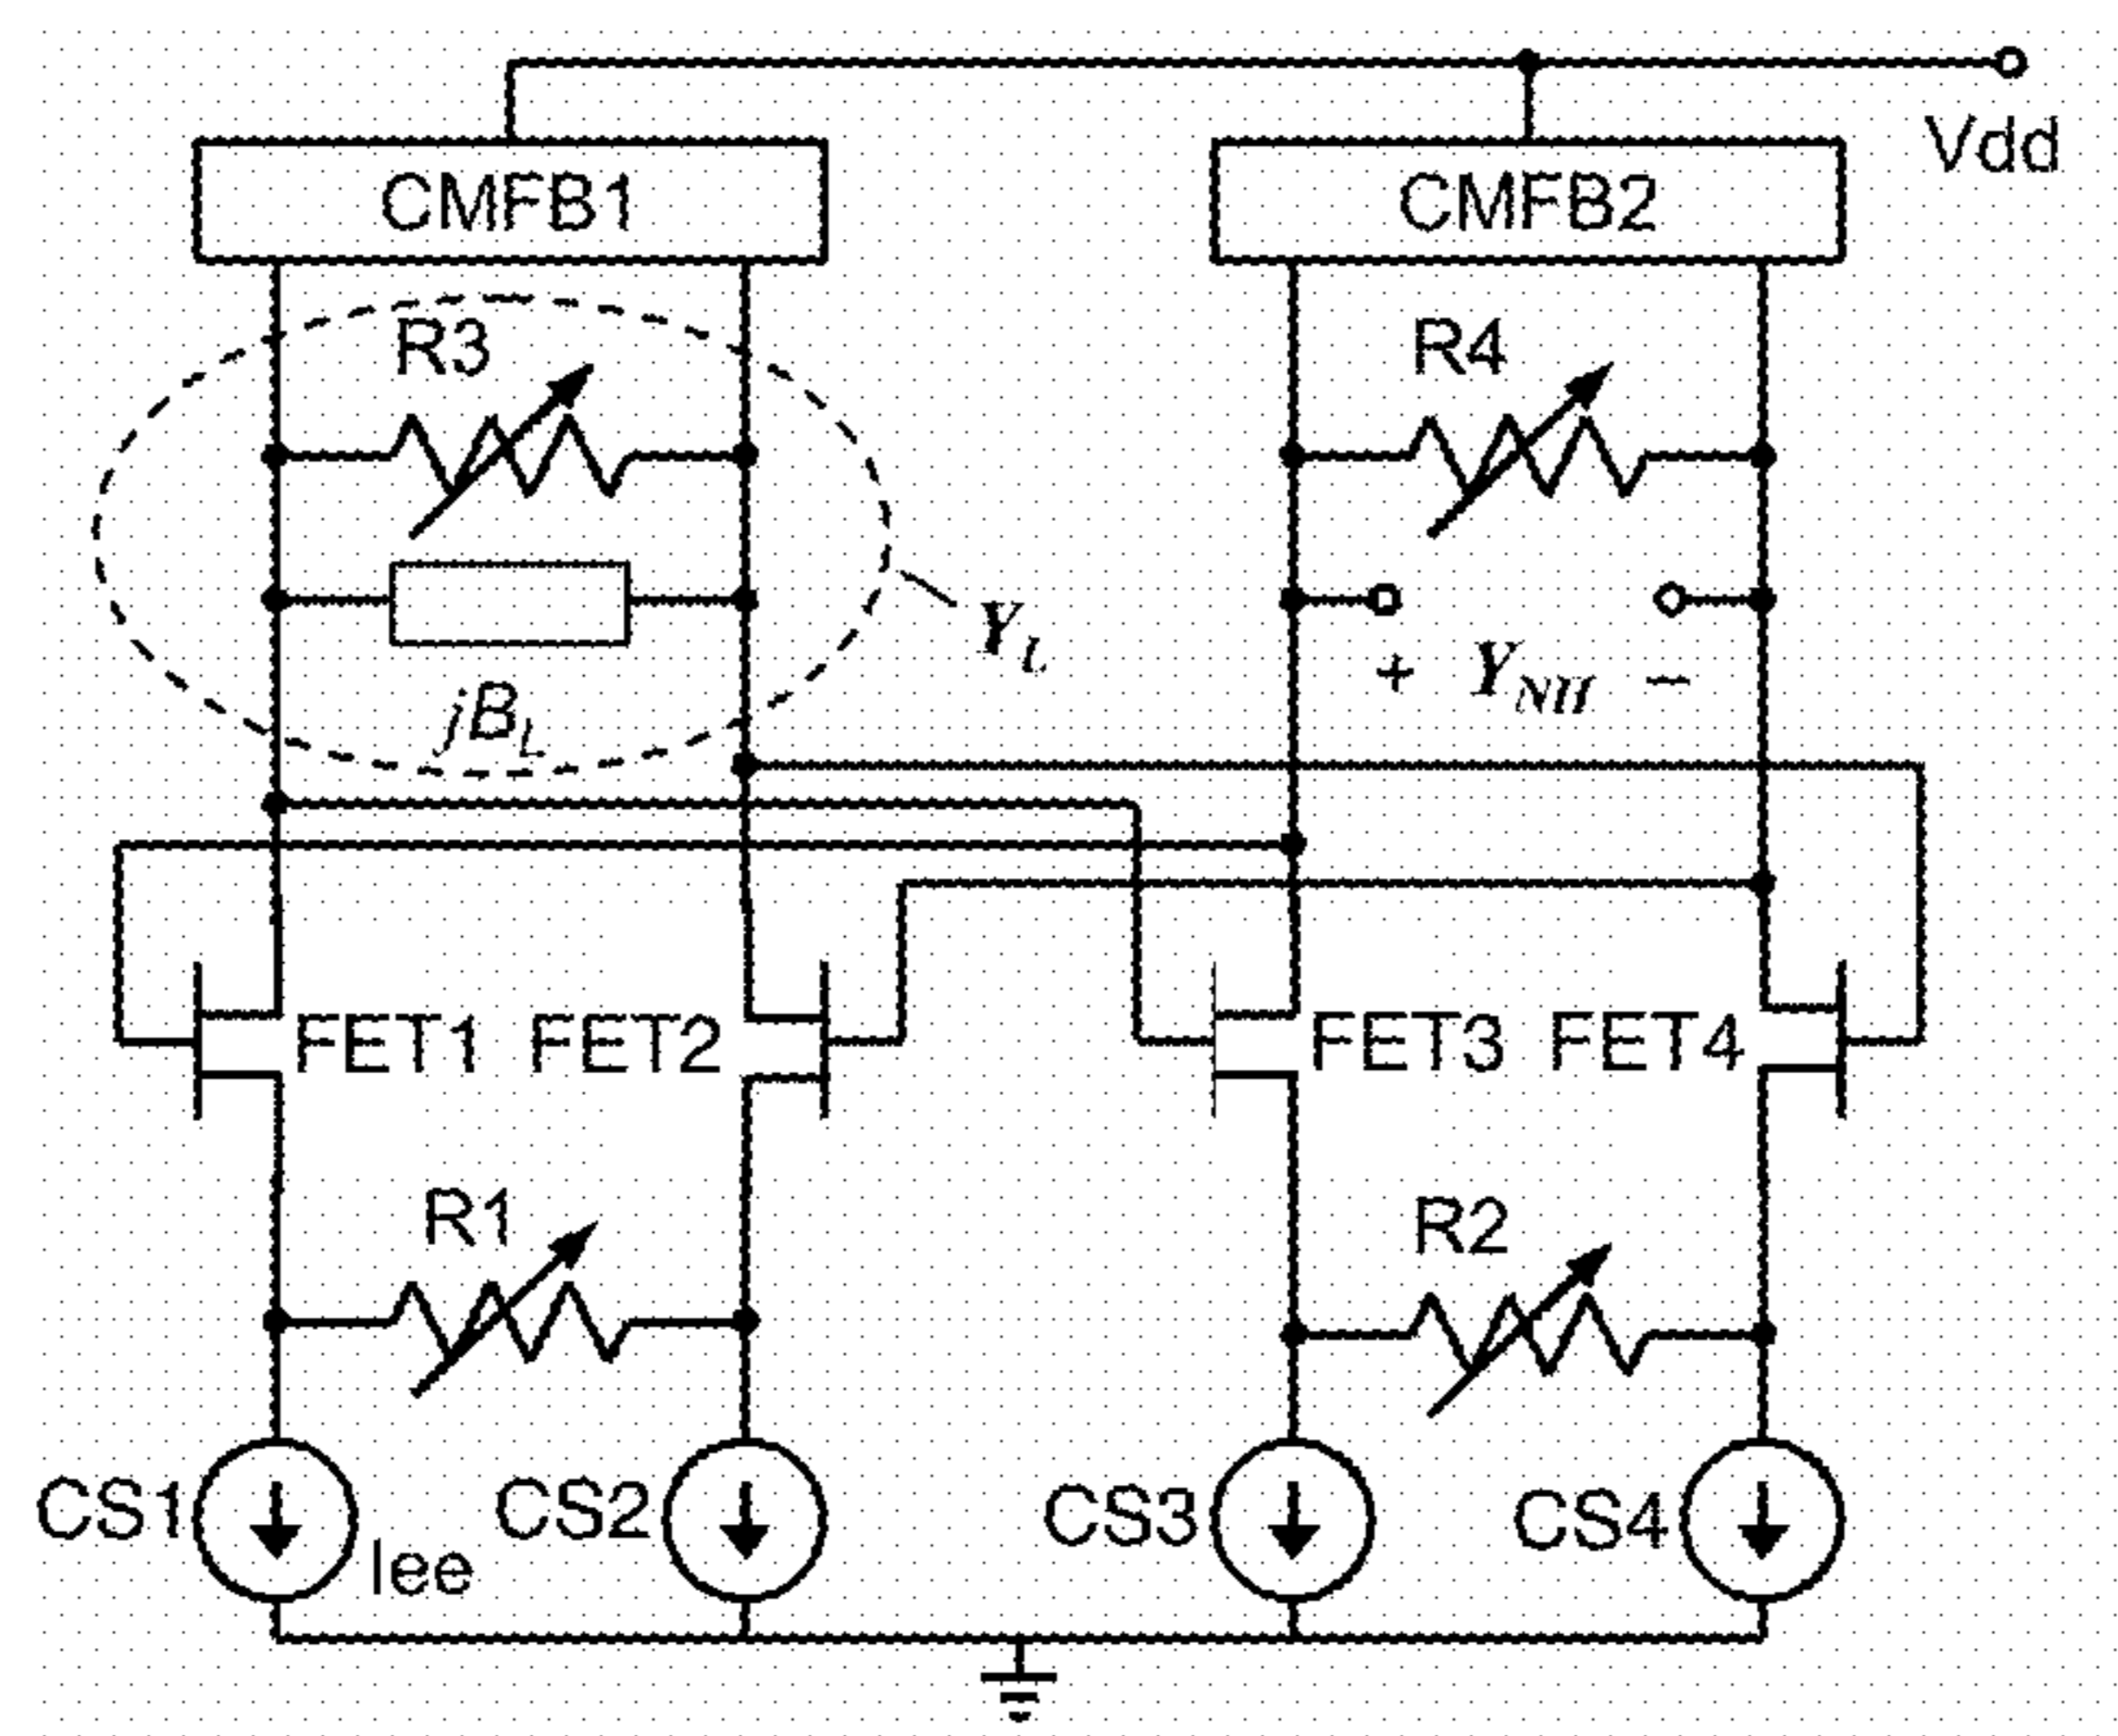 Vdd
CMFB1
CMFB2
R3
R4
Y_L
+ Y_NII −
jB_L
FET1 FET2
FET3 FET4
R1
R2
CS1
Iee
CS2
CS3
CS4